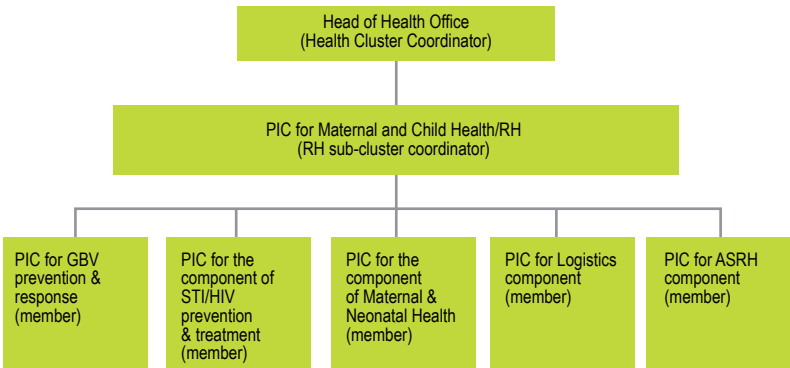 Head of Health Office
(Health Cluster Coordinator)
PIC for Maternal and Child Health/RH
(RH sub-cluster coordinator)
PIC for GBV
prevention &
response
(member)
PIC for the
component of
STI/HIV
prevention
& treatment
(member)
PIC for the
component
of Maternal &
Neonatal Health
(member)
PIC for Logistics
component
(member)
PIC for ASRH
component
(member)